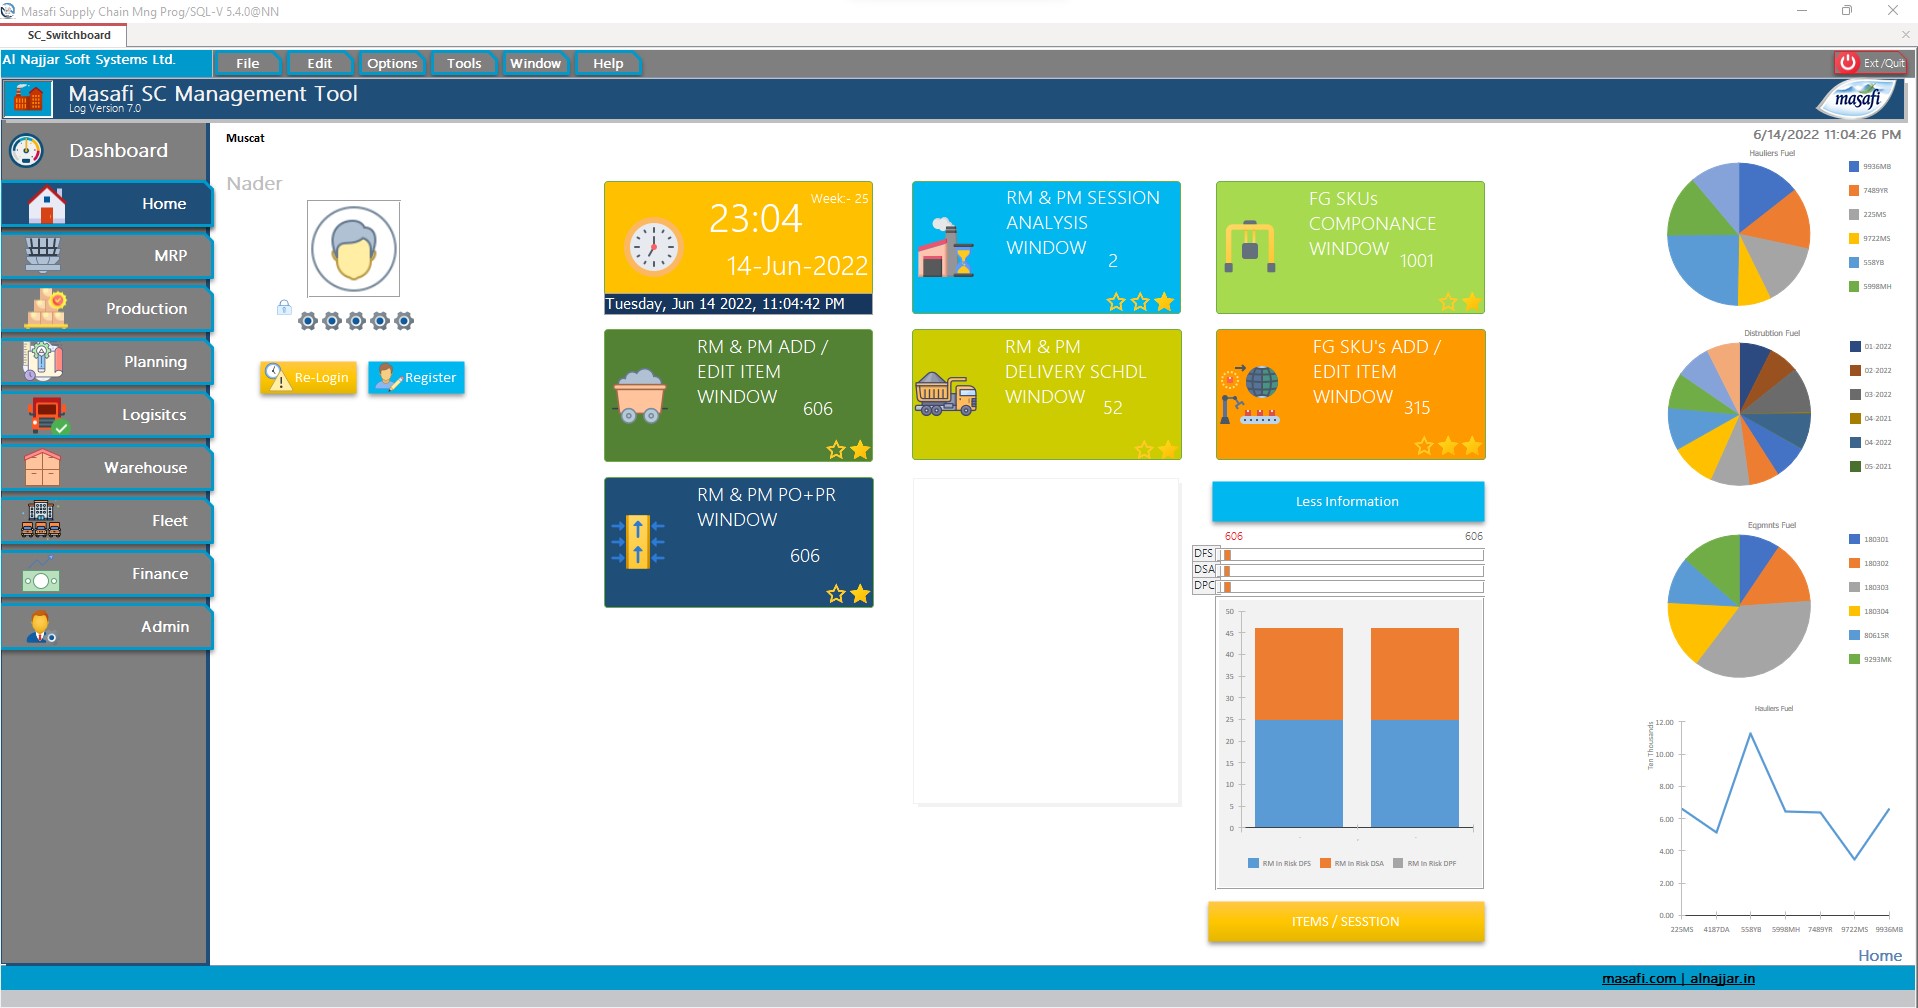 Masafi Supply Chain Mng Prog/SQL-V 5.4.0@NN
SC_Switchboard
Al Najjar Soft Systems Ltd.
File
Edit
Options
Tools
Window
Help
Ext /Quit
Masafi SC Management Tool
Log Version 7.0
masafi
Dashboard
Home
MRP
Production
Planning
Logisitcs
Warehouse
Fleet
Finance
Admin
Muscat
Nader
Re-Login
Register
Week:- 25
23:04
14-Jun-2022
Tuesday, Jun 14 2022, 11:04:42 PM
RM & PM SESSION
ANALYSIS
WINDOW
2
FG SKUs
COMPONANCE
WINDOW
1001
RM & PM ADD /
EDIT ITEM
WINDOW
606
RM & PM
DELIVERY SCHDL
WINDOW
52
FG SKU's ADD /
EDIT ITEM
WINDOW
315
RM & PM PO+PR
WINDOW
606
Less Information
606
606
DFS
DSA
DPC
50
45
40
35
30
25
20
15
10
5
0
RM In Risk DFS
RM In Risk DSA
RM In Risk DPF
ITEMS / SESSTION
6/14/2022 11:04:26 PM
Hauliers Fuel
9936MB
7489YR
225MS
9722MS
558YB
5998MH
Distrubtion Fuel
01-2022
02-2022
03-2022
04-2021
04-2022
05-2021
Eqpmnts Fuel
180301
180302
180303
180304
8061SR
9293MK
Hauliers Fuel
Ten Thousands
12.00
10.00
8.00
6.00
4.00
2.00
0.00
225MS
4187DA
558YB
5998MH
7489YR
9722MS
9936MB
Home
masafi.com | alnajjar.in